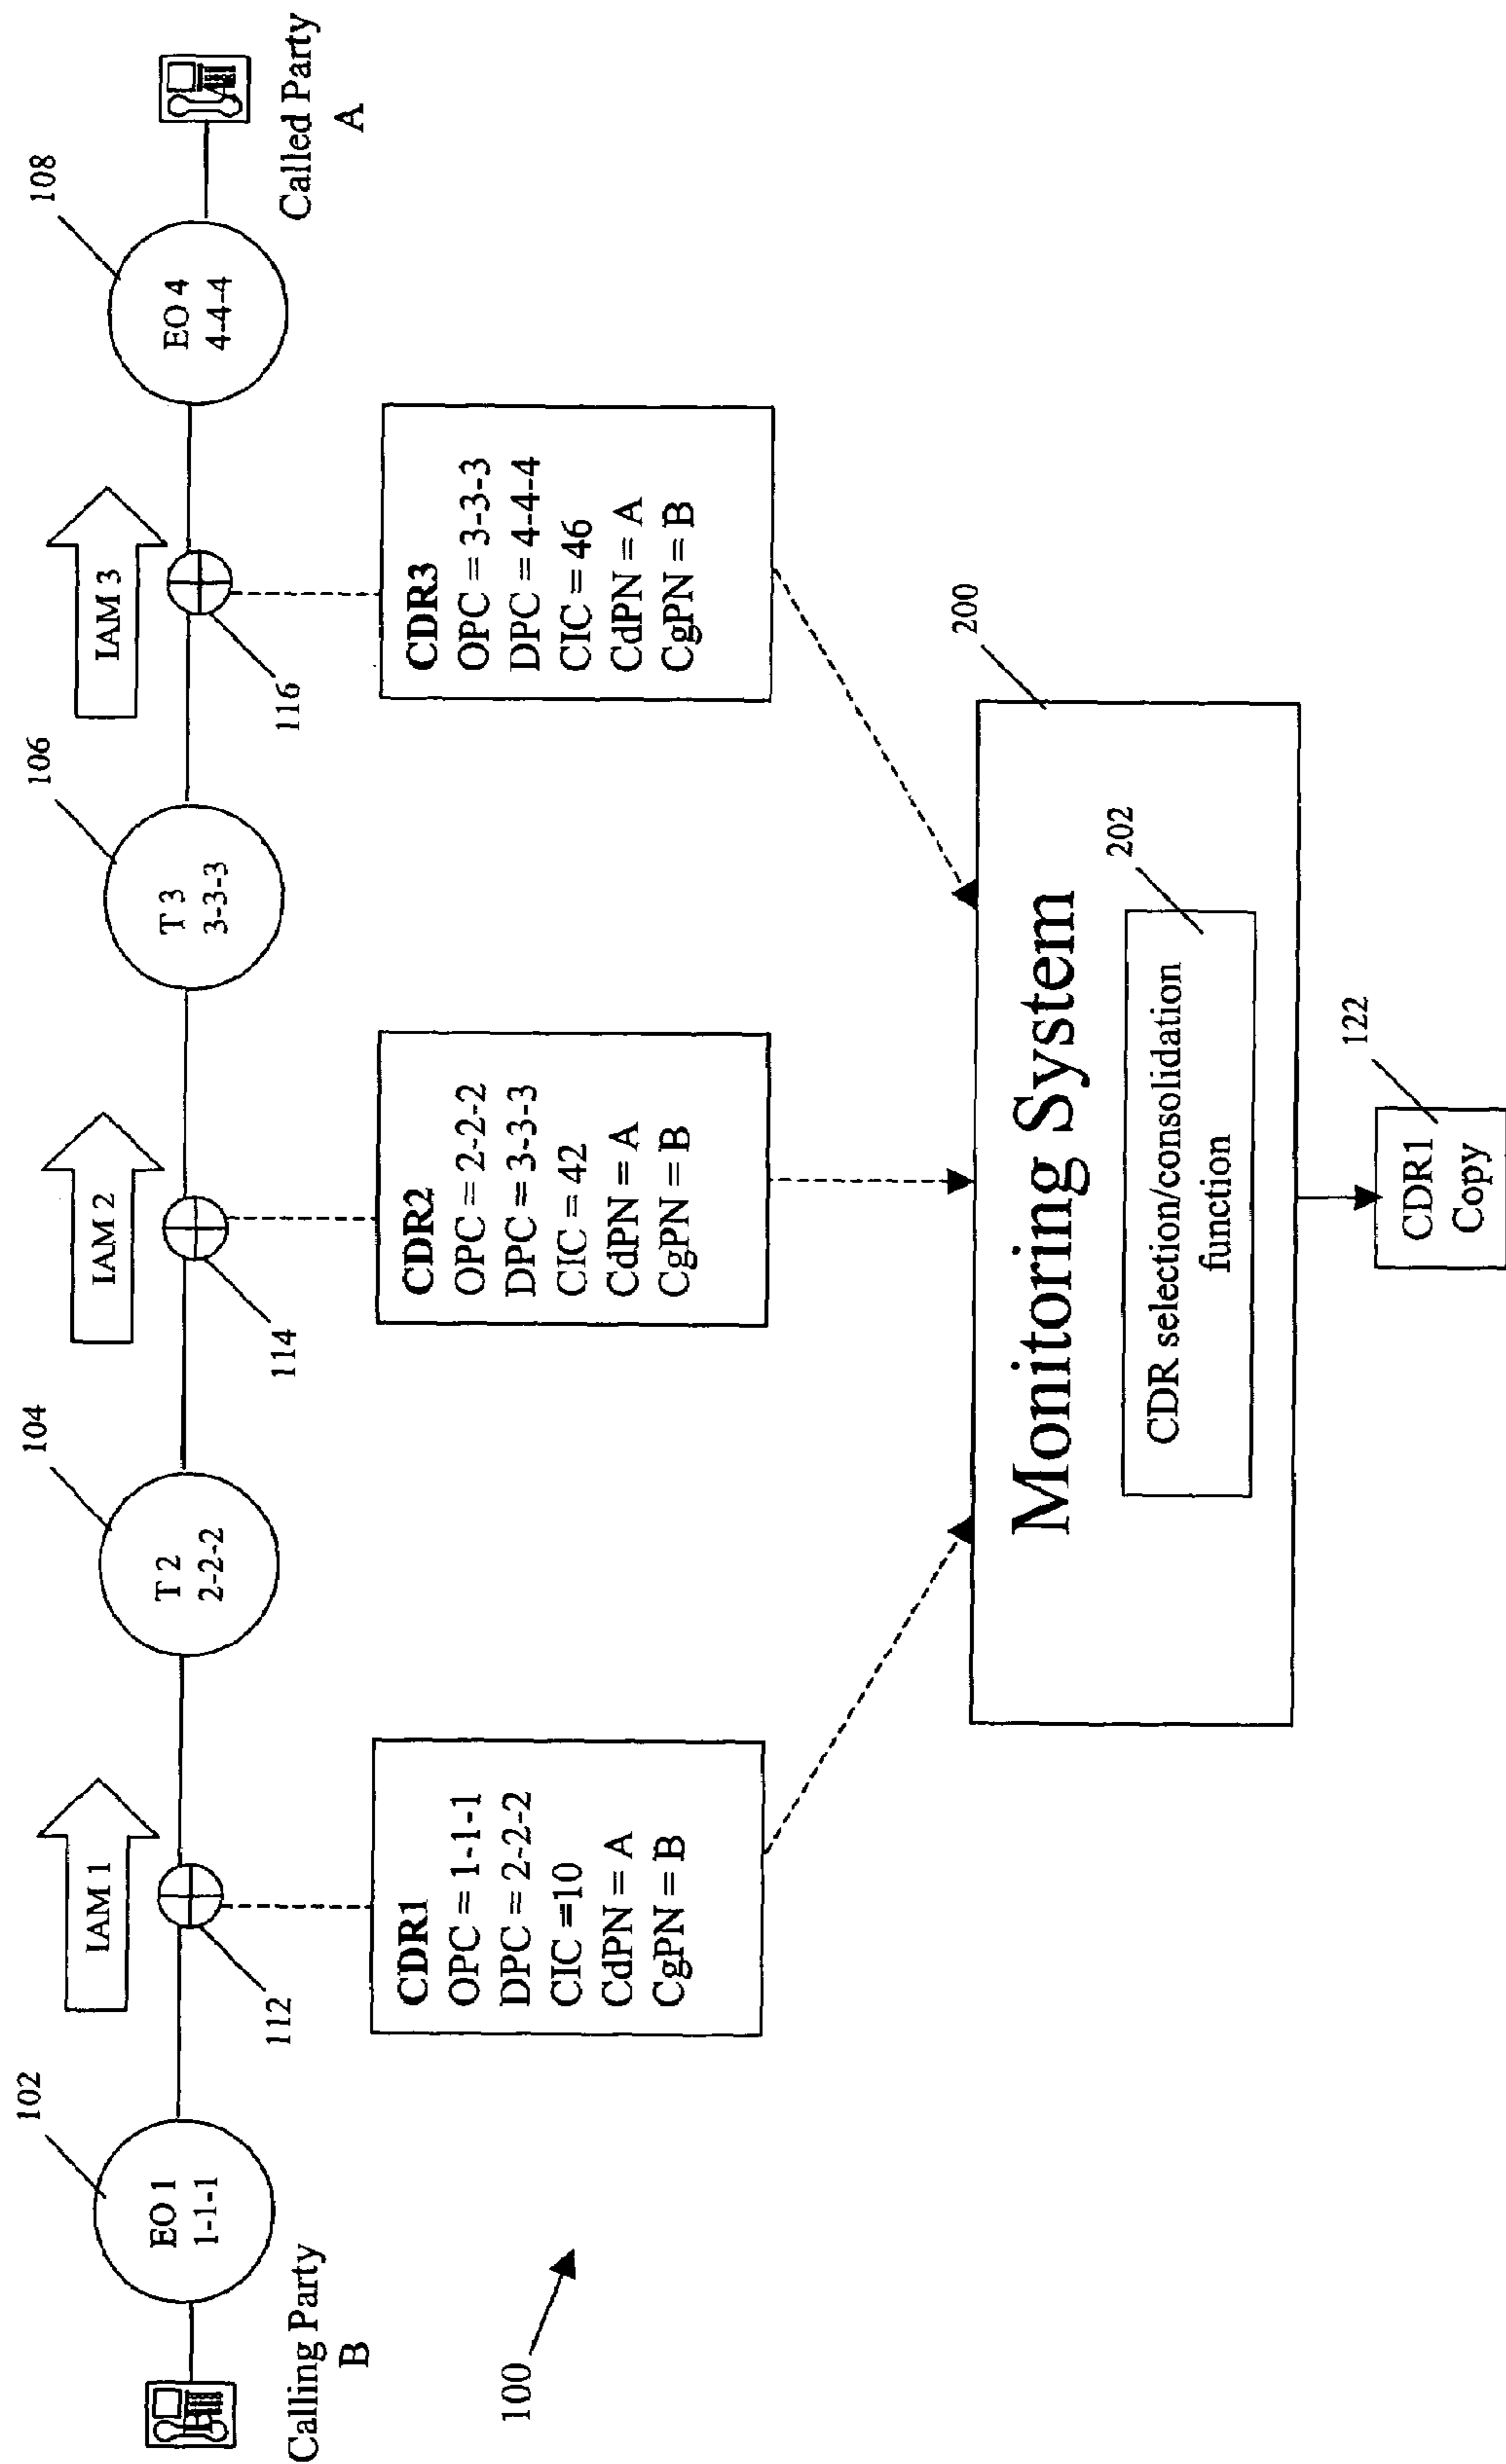 102
104
106
108
IAM 1
IAM 2
IAM 3
EO 1
1-1-1
T 2
2-2-2
T 3
3-3-3
EO 4
4-4-4
112
114
116
Calling Party
B
Called Party
A
CDR1
OPC = 1-1-1
DPC = 2-2-2
CIC =10
CdPN = A
CgPN = B
CDR2
OPC = 2-2-2
DPC = 3-3-3
CIC = 42
CdPN = A
CgPN = B
CDR3
OPC = 3-3-3
DPC = 4-4-4
CIC = 46
CdPN = A
CgPN = B
100
200
Monitoring System
202
CDR selection/consolidation
function
122
CDR1
Copy